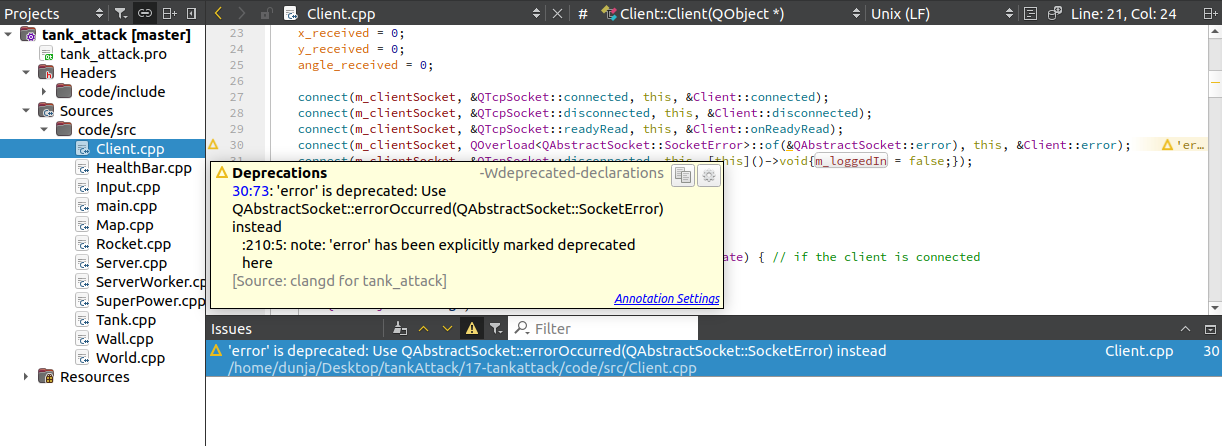 Projects
Client.cpp
#
Client::Client(QObject *)
Unix (LF)
Line: 21, Col: 24
tank_attack [master]
tank_attack.pro
Headers
code/include
Sources
code/src
Client.cpp
HealthBar.cpp
Input.cpp
main.cpp
Map.cpp
Rocket.cpp
Server.cpp
ServerWorker.cpp
SuperPower.cpp
Tank.cpp
Wall.cpp
World.cpp
Resources
23 x_received = 0;
24 y_received = 0;
25 angle_received = 0;
26
27 connect(m_clientSocket, &QTcpSocket::connected, this, &Client::connected);
28 connect(m_clientSocket, &QTcpSocket::disconnected, this, &Client::disconnected);
29 connect(m_clientSocket, &QTcpSocket::readyRead, this, &Client::onReadyRead);
30 connect(m_clientSocket, QOverload<QAbstractSocket::SocketError>::of(&QAbstractSocket::error), this, &Client::error); 'er...
31 connect(m_clientSocket, &QTcpSocket::disconnected, this, [this]()->void{m_loggedIn = false;});
Deprecations -Wdeprecated-declarations
30:73: 'error' is deprecated: Use
QAbstractSocket::errorOccurred(QAbstractSocket::SocketError)
instead
:210:5: note: 'error' has been explicitly marked deprecated
here
[Source: clangd for tank_attack]
Annotation Settings
ate) { // if the client is connected
Issues
Filter
'error' is deprecated: Use QAbstractSocket::errorOccurred(QAbstractSocket::SocketError) instead Client.cpp 30
/home/dunja/Desktop/tankAttack/17-tankattack/code/src/Client.cpp